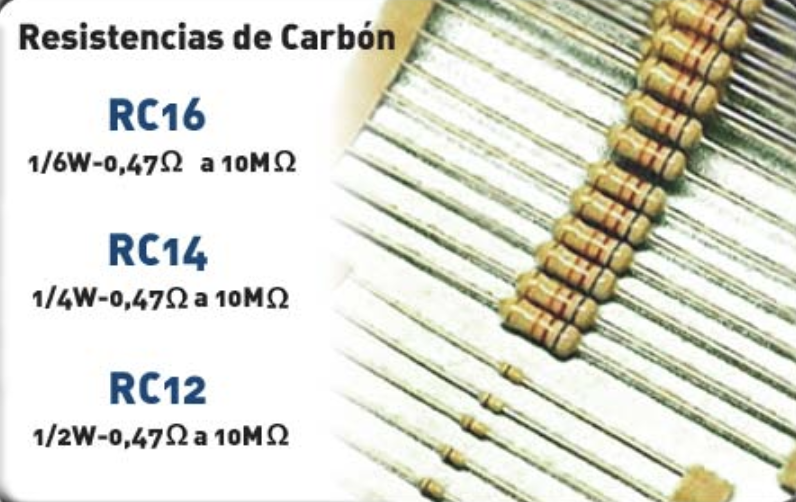 Resistencias de Carbón
RC16
1/6W-0,47Ω a 10MΩ
RC14
1/4W-0,47Ω a 10MΩ
RC12
1/2W-0,47Ω a 10MΩ